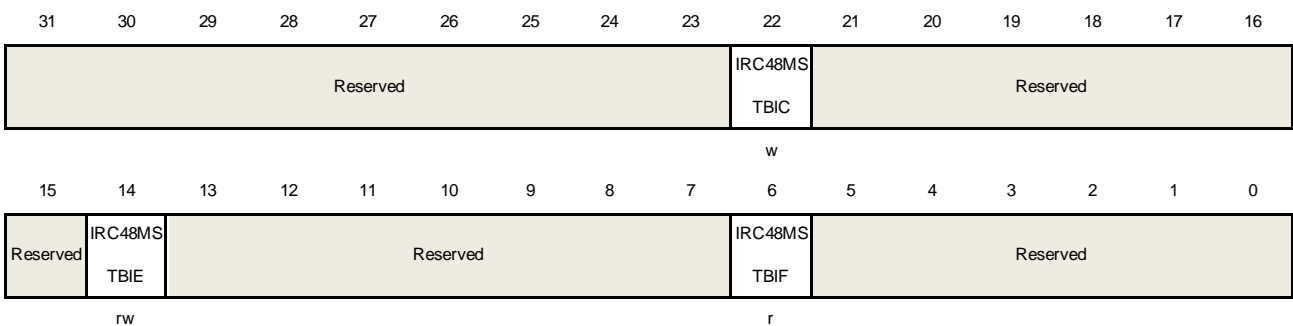 31 30 29 28 27 26 25 24 23 22 21 20 19 18 17 16
Reserved IRC48MS TBIC Reserved
w
15 14 13 12 11 10 9 8 7 6 5 4 3 2 1 0
Reserved IRC48MS TBIE Reserved IRC48MS TBIF Reserved
rw r